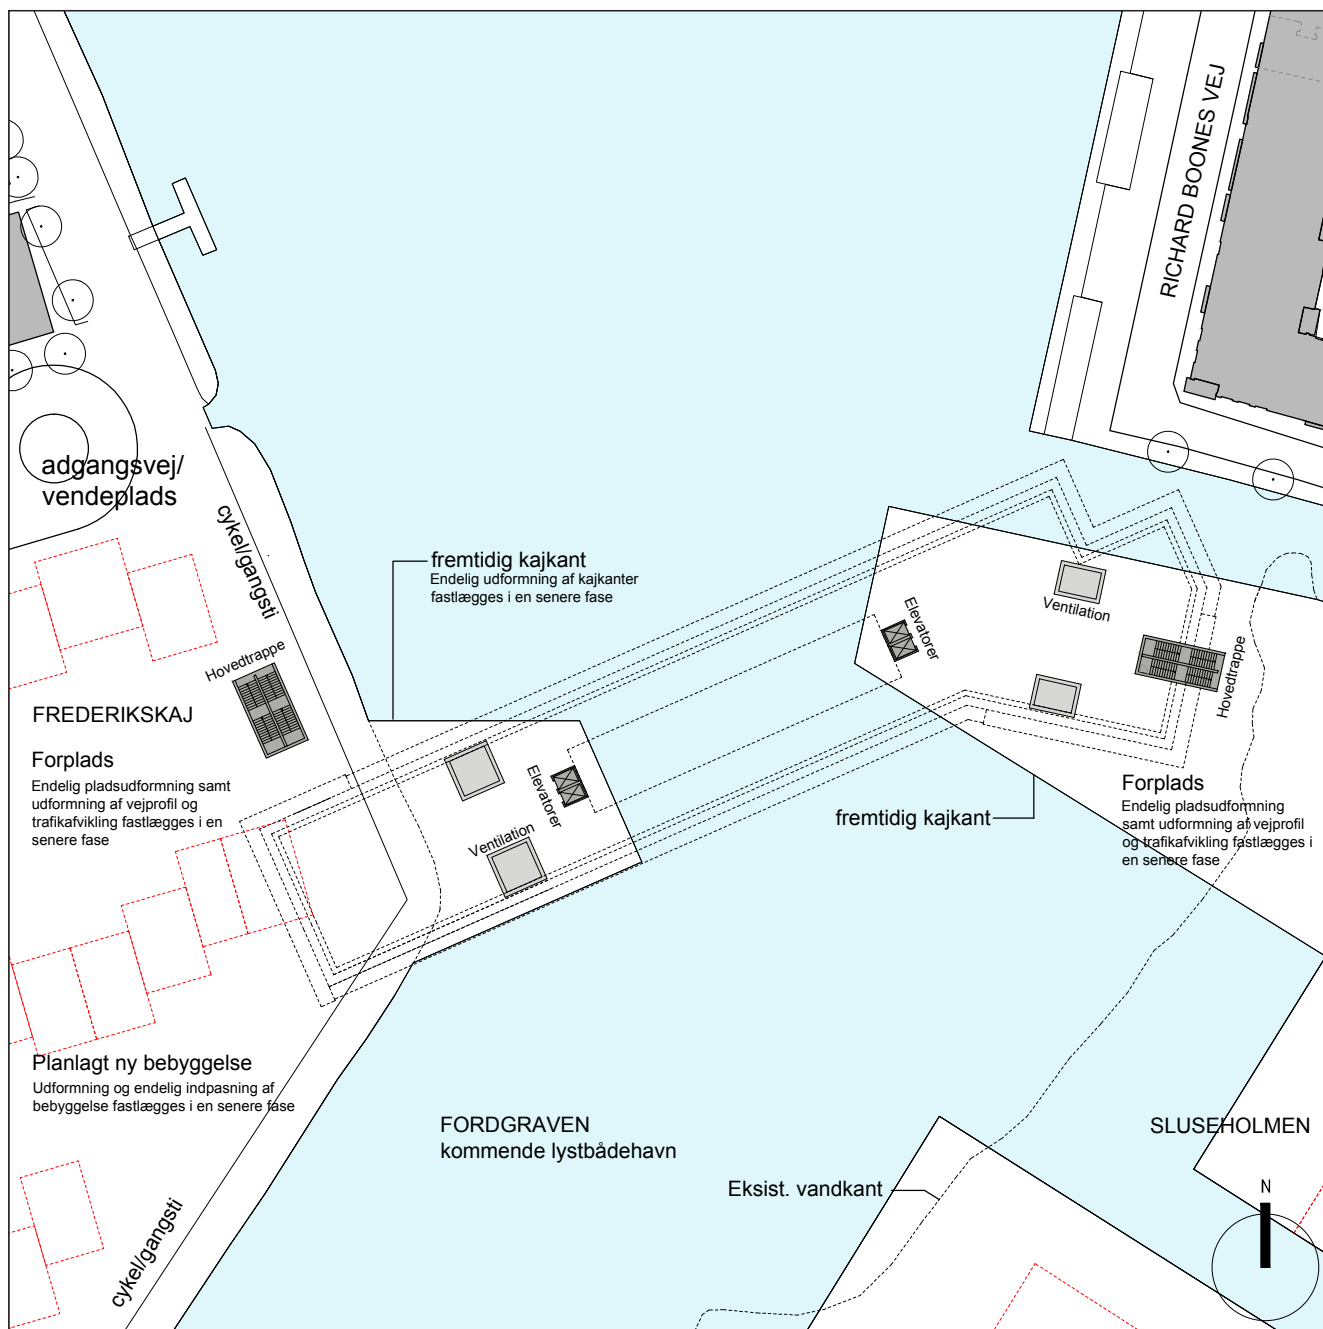 RICHARD BOONES VEJ
adgangsvej/
vendeplads
cykel/gangsti
fremtidig kajkant
Endelig udformning af kajkanter
fastlægges i en senere fase
Ventilation
Elevatorer
Hovedtrappe
Hovedtrappe
FREDERIKSKAJ
Forplads
Endelig pladsudformning samt
udformning af vejprofil og
trafikafvikling fastlægges i en
senere fase
Elevatorer
Ventilation
fremtidig kajkant
Forplads
Endelig pladsudformning
samt udformning af vejprofil
og trafikafvikling fastlægges i
en senere fase
Planlagt ny bebyggelse
Udformning og endelig indpasning af
bebyggelse fastlægges i en senere fase
FORDGRAVEN
kommende lystbådehavn
SLUSEHOLMEN
Eksist. vandkant
N
cykel/gangsti